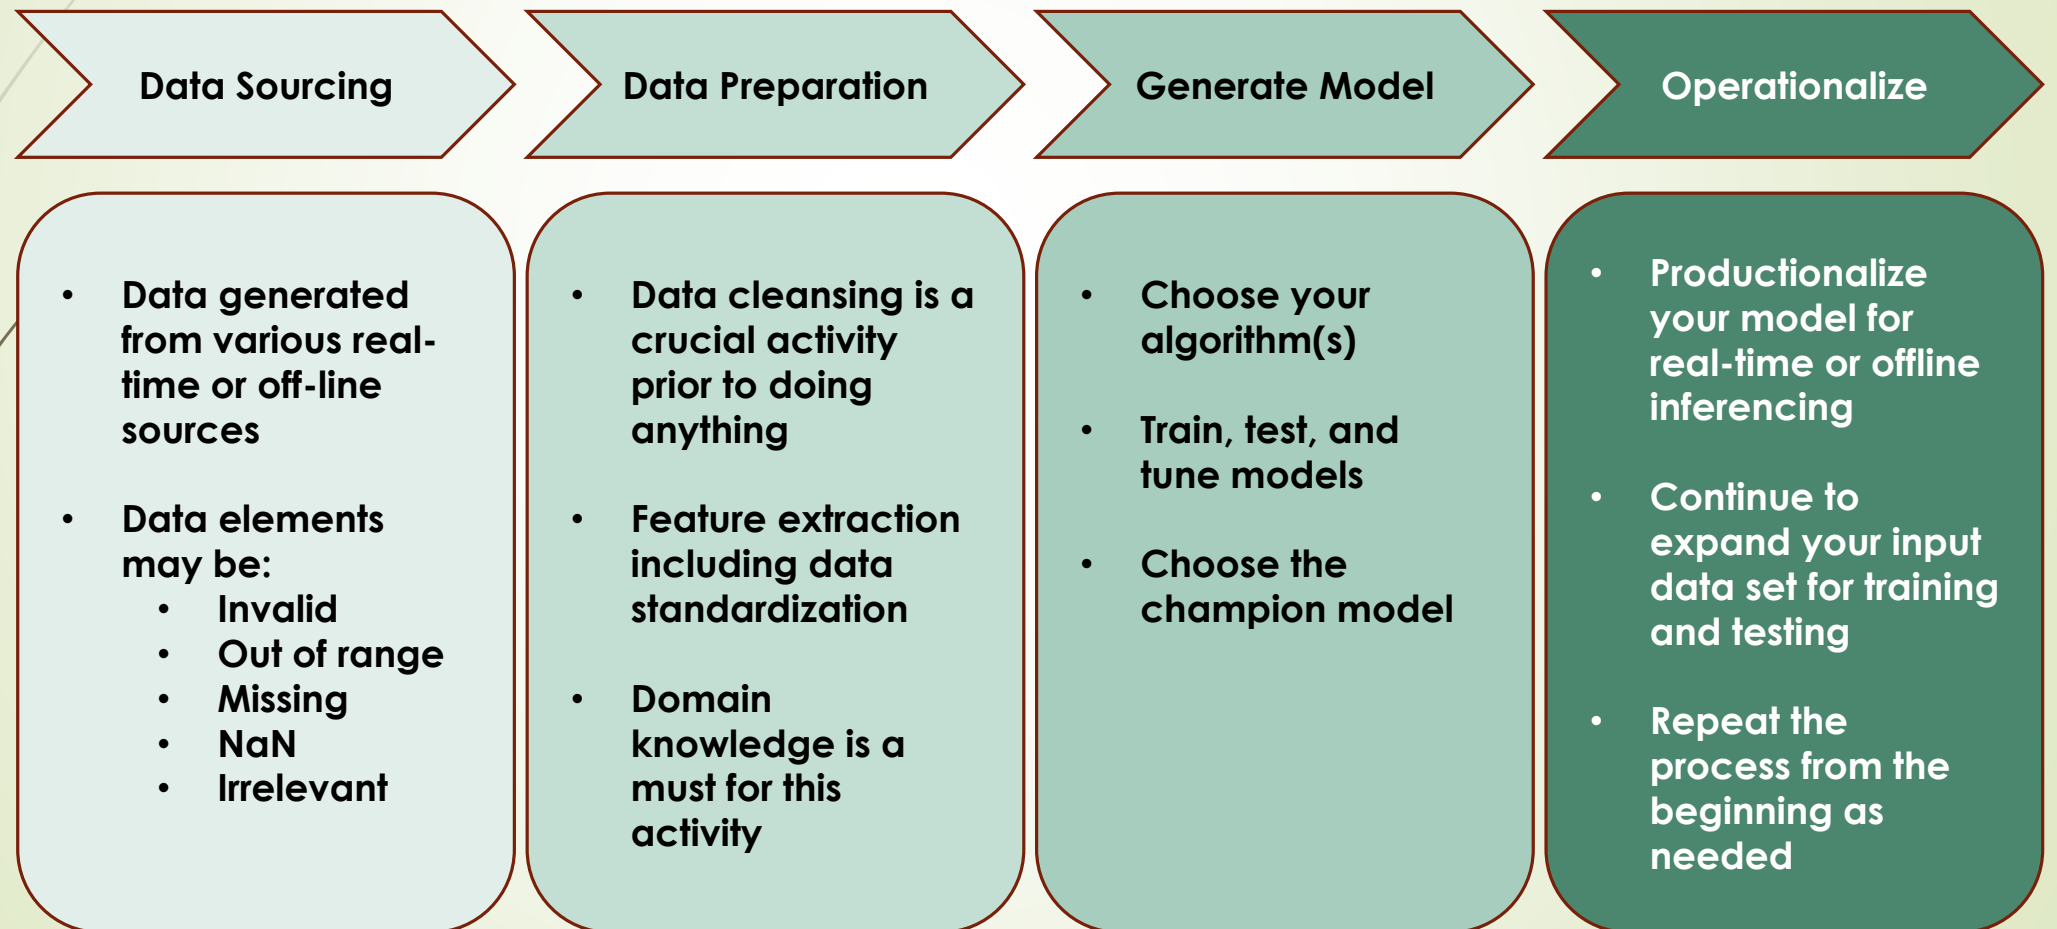 Data Sourcing
Data Preparation
Generate Model
Operationalize
• Data generated
from various real-
time or off-line
sources
• Data elements
may be:
• Invalid
• Out of range
• Missing
• NaN
• Irrelevant
• Data cleansing is a
crucial activity
prior to doing
anything
• Feature extraction
including data
standardization
• Domain
knowledge is a
must for this
activity
• Choose your
algorithm(s)
• Train, test, and
tune models
• Choose the
champion model
• Productionalize
your model for
real-time or offline
inferencing
• Continue to
expand your input
data set for training
and testing
• Repeat the
process from the
beginning as
needed